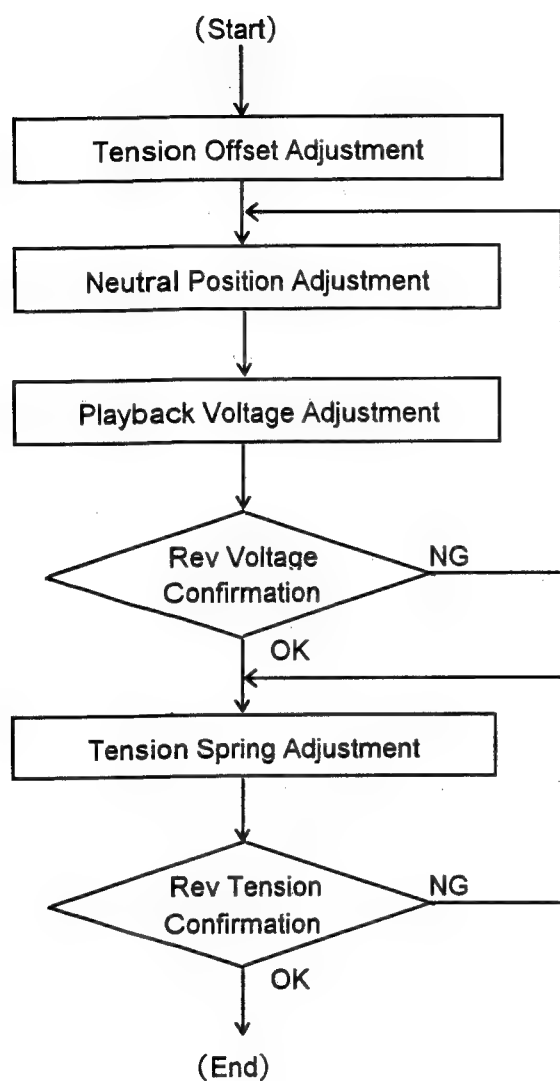 (Start)
Tension Offset Adjustment
Neutral Position Adjustment
Playback Voltage Adjustment
Rev Voltage
Confirmation
NG
OK
Tension Spring Adjustment
Rev Tension
Confirmation
NG
OK
(End)